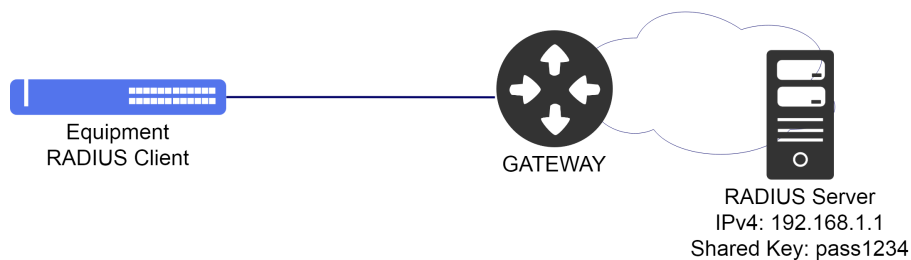 Equipment
RADIUS Client
GATEWAY
RADIUS Server
IPv4: 192.168.1.1
Shared Key: pass1234